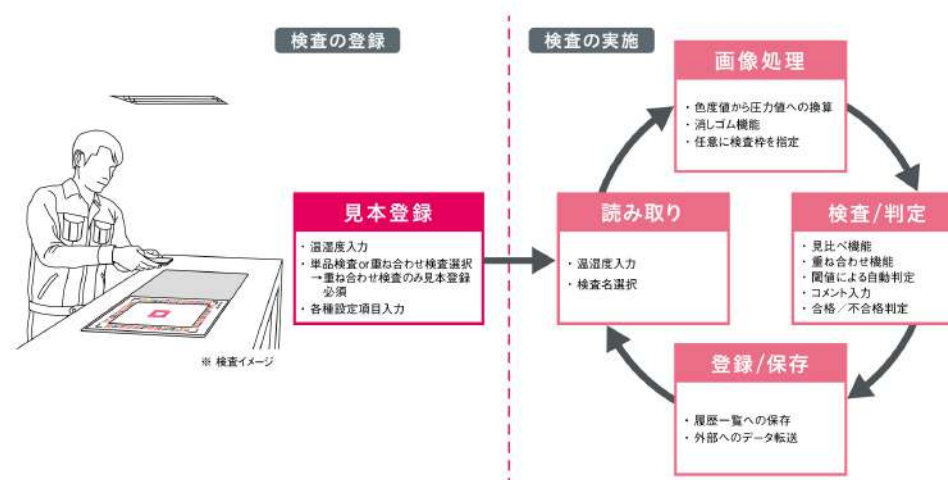 検査の登録
※ 検査イメージ
見本登録
・ 温湿度入力
・ 単品検査or重ね合わせ検査選択
→重ね合わせ検査のみ見本登録
必須
・ 各種設定項目入力
検査の実施
読み取り
・ 温湿度入力
・ 検査名選択
画像処理
・ 色度値から圧力値への換算
・ 消しゴム機能
・ 任意に検査枠を指定
検査/判定
・ 見比べ機能
・ 重ね合わせ機能
・ 閾値による自動判定
・ コメント入力
・ 合格／不合格判定
登録/保存
・ 履歴一覧への保存
・ 外部へのデータ転送